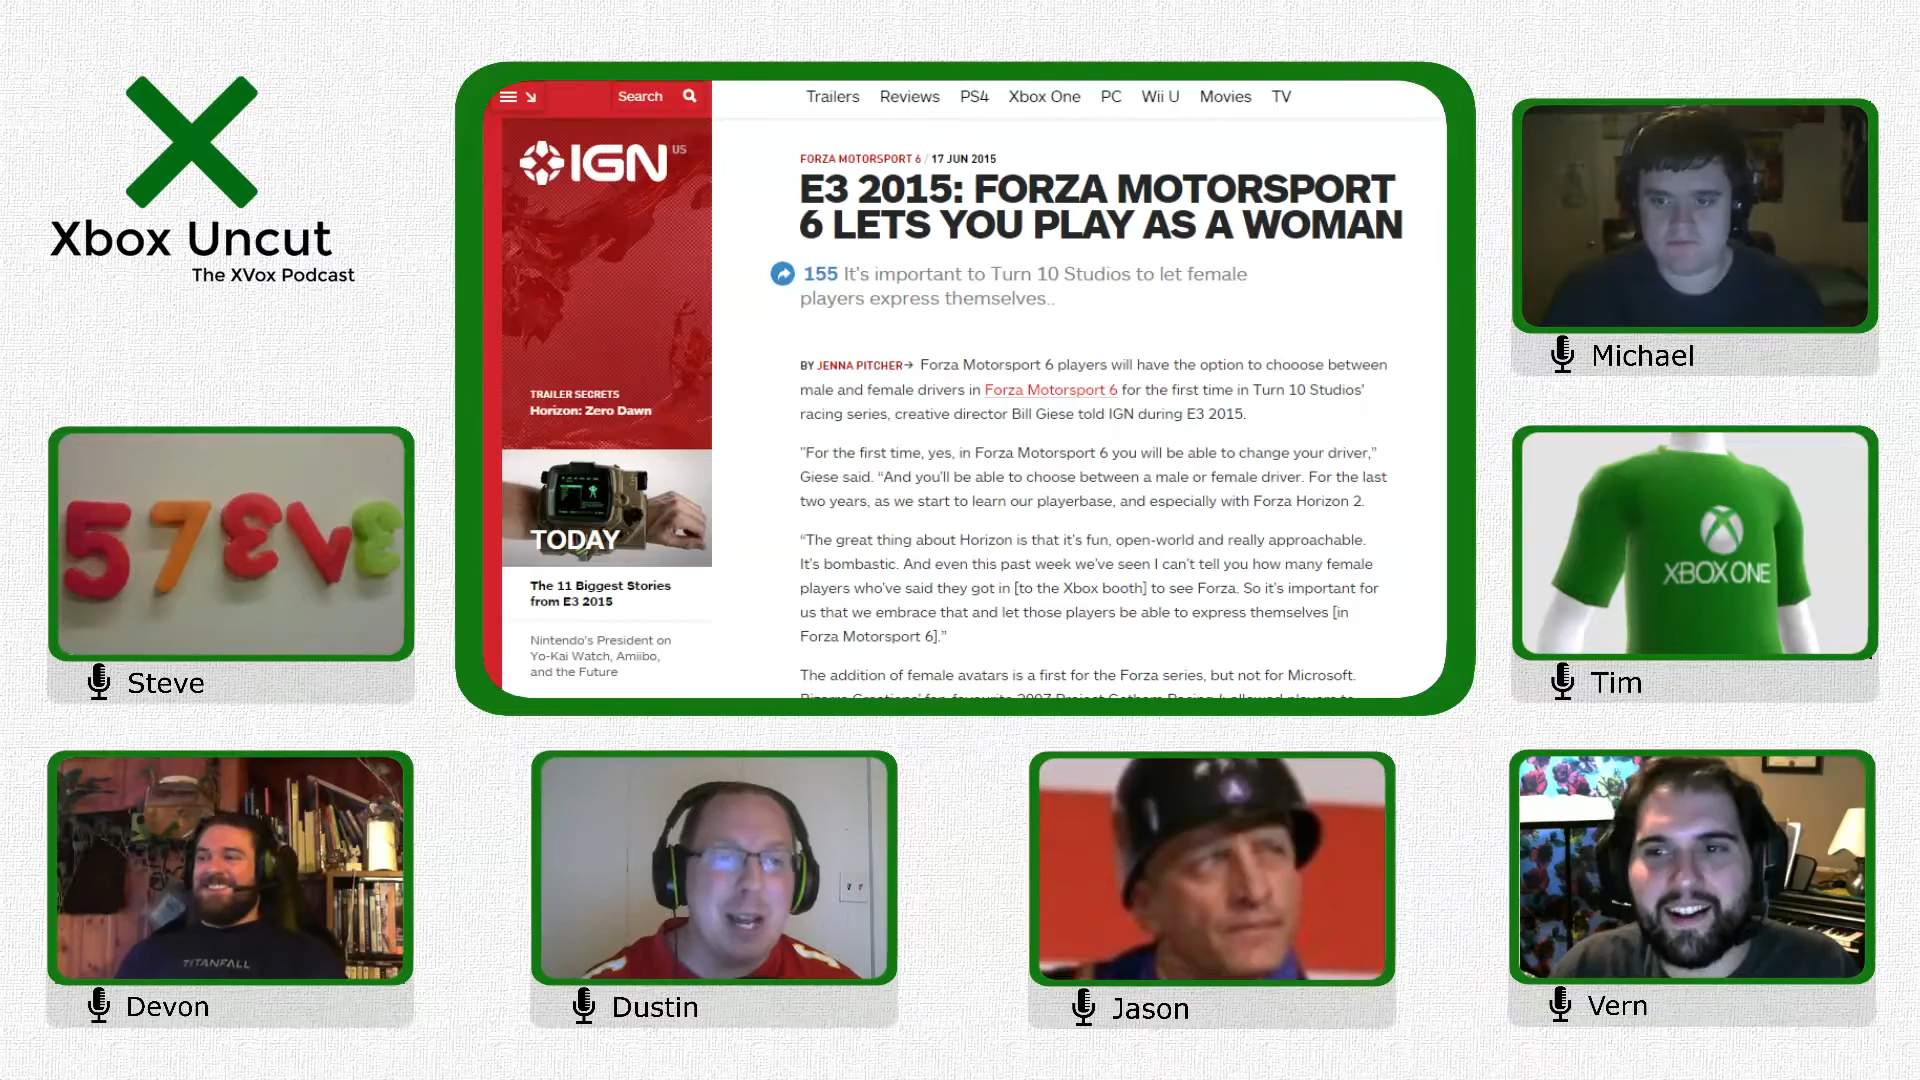 Xbox Uncut
The XVox Podcast
Search
Trailers Reviews PS4 Xbox One PC Wii U Movies TV
IGN US
TRAILER SECRETS
Horizon: Zero Dawn
TODAY
The 11 Biggest Stories
from E3 2015
Nintendo's President on
Yo-Kai Watch, Amiibo,
and the Future
FORZA MOTORSPORT 6 / 17 JUN 2015
E3 2015: FORZA MOTORSPORT
6 LETS YOU PLAY AS A WOMAN
155 It's important to Turn 10 Studios to let female
players express themselves..
BY JENNA PITCHER Forza Motorsport 6 players will have the option to chooose between
male and female drivers in Forza Motorsport 6 for the first time in Turn 10 Studios'
racing series, creative director Bill Giese told IGN during E3 2015.
"For the first time, yes, in Forza Motorsport 6 you will be able to change your driver,"
Giese said. "And you'll be able to choose between a male or female driver. For the last
two years, as we start to learn our playerbase, and especially with Forza Horizon 2.
"The great thing about Horizon is that it's fun, open-world and really approachable.
It's bombastic. And even this past week we've seen I can't tell you how many female
players who've said they got in [to the Xbox booth] to see Forza. So it's important for
us that we embrace that and let those players be able to express themselves [in
Forza Motorsport 6]."
The addition of female avatars is a first for the Forza series, but not for Microsoft.
Michael
57EVE
Steve
XBOX ONE
Tim
TITANFALL
Devon
Dustin
Jason
Vern